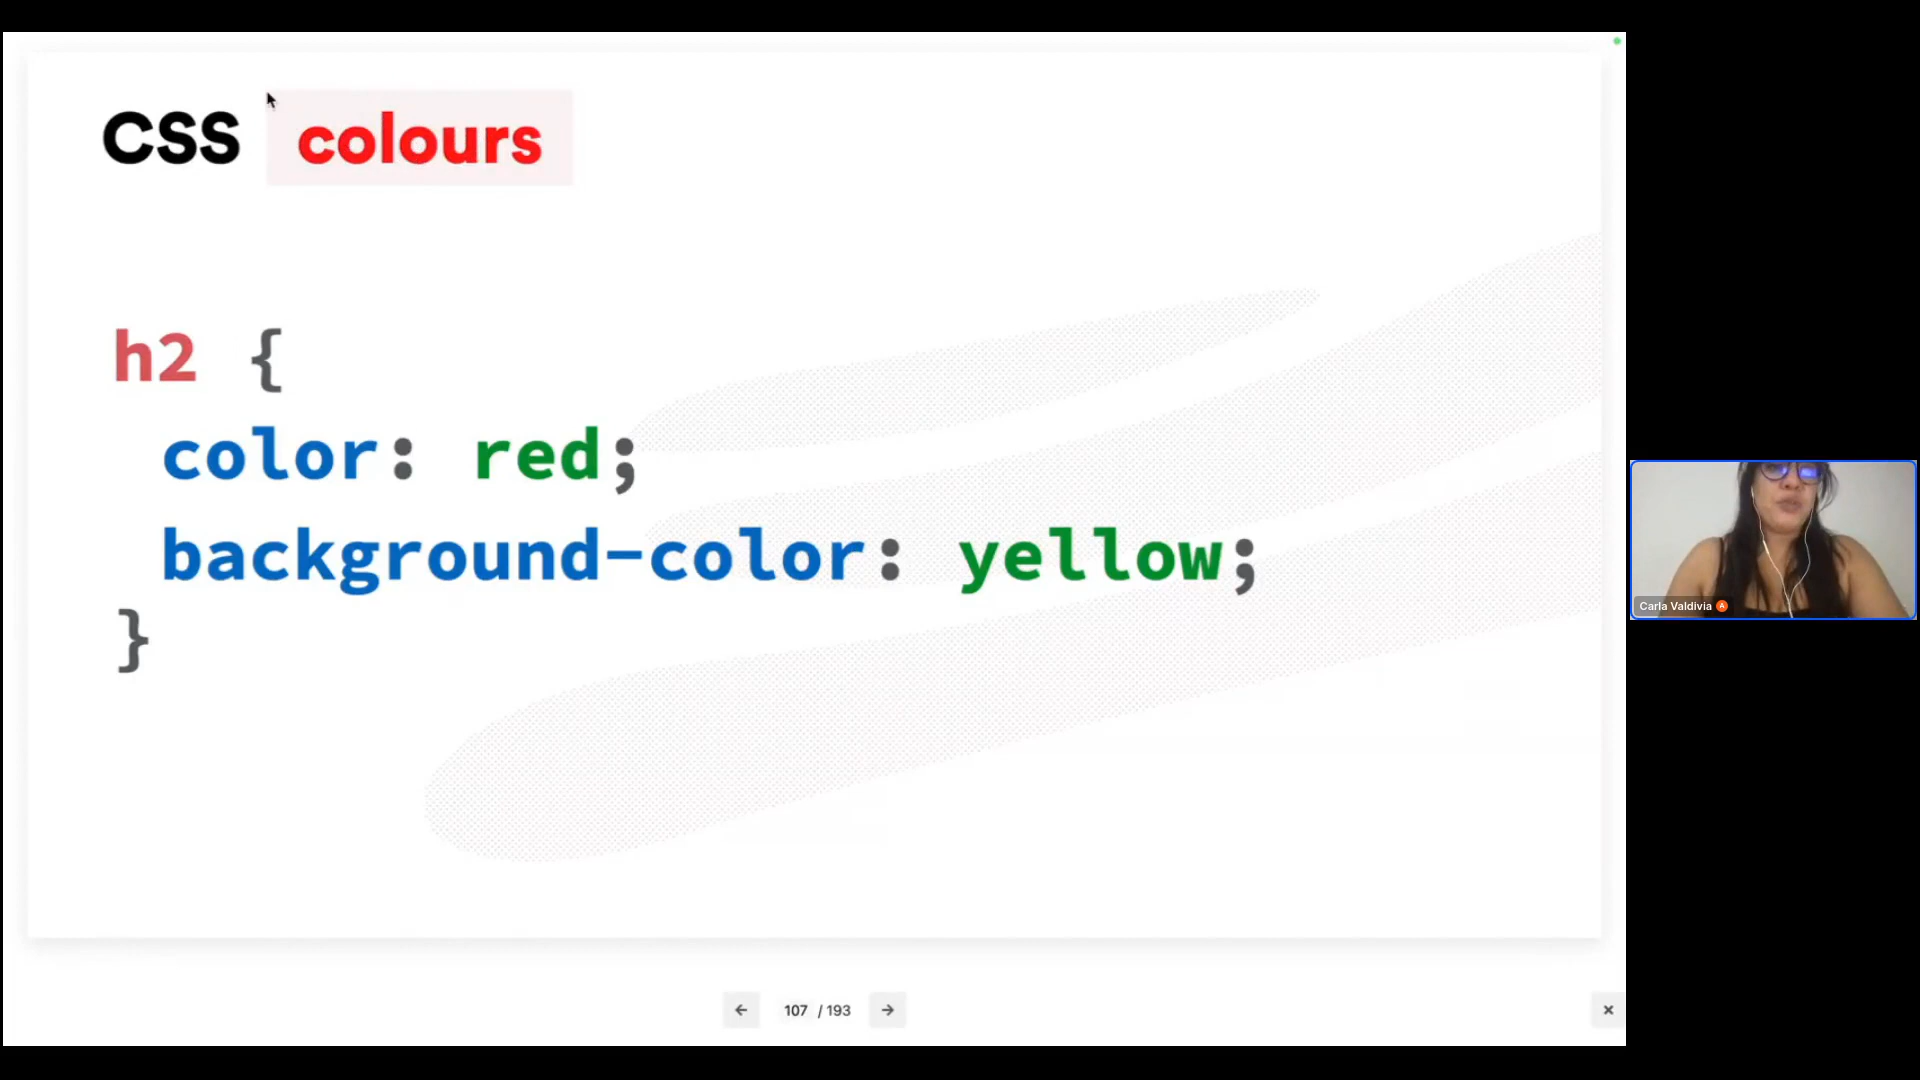 CSS colours
h2 {
color: red;
background-color: yellow;
}
Carla Valdivia
107 / 193